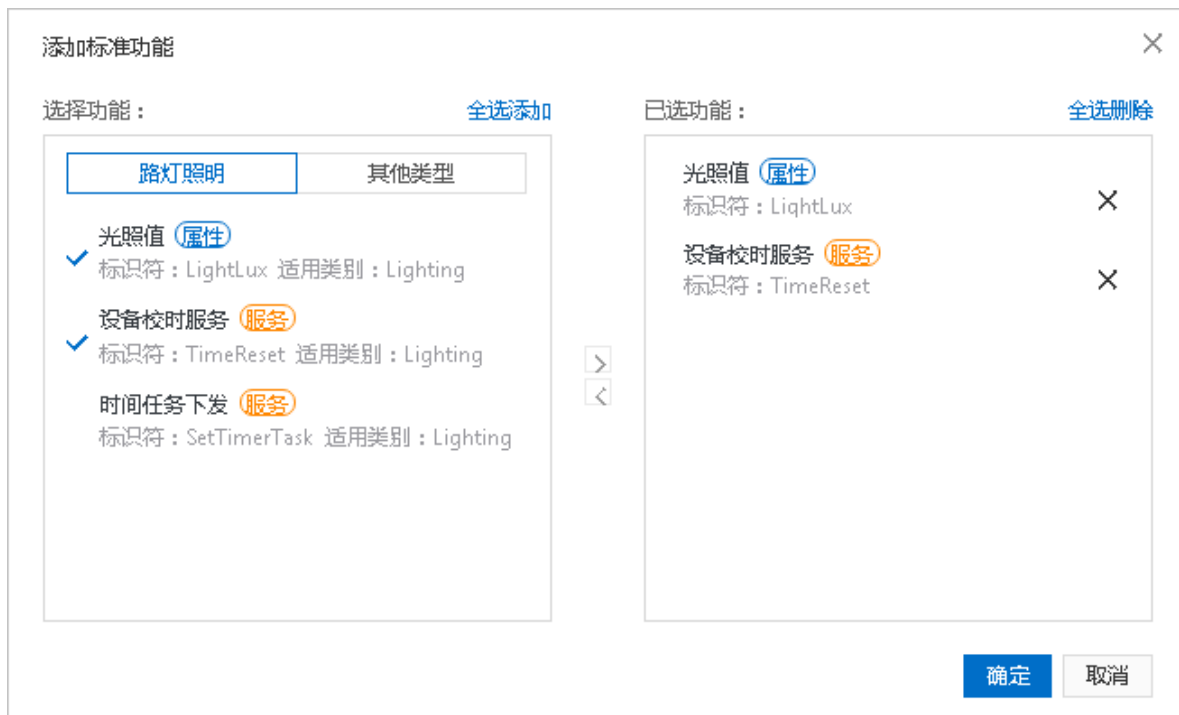 添加标准功能
选择功能： 全选添加
路灯照明 其他类型
光照值 属性
标识符：LightLux 适用类别：Lighting
设备校时服务 服务
标识符：TimeReset 适用类别：Lighting
时间任务下发 服务
标识符：SetTimerTask 适用类别：Lighting
已选功能： 全选删除
光照值 属性
标识符：LightLux
设备校时服务 服务
标识符：TimeReset
确定 取消